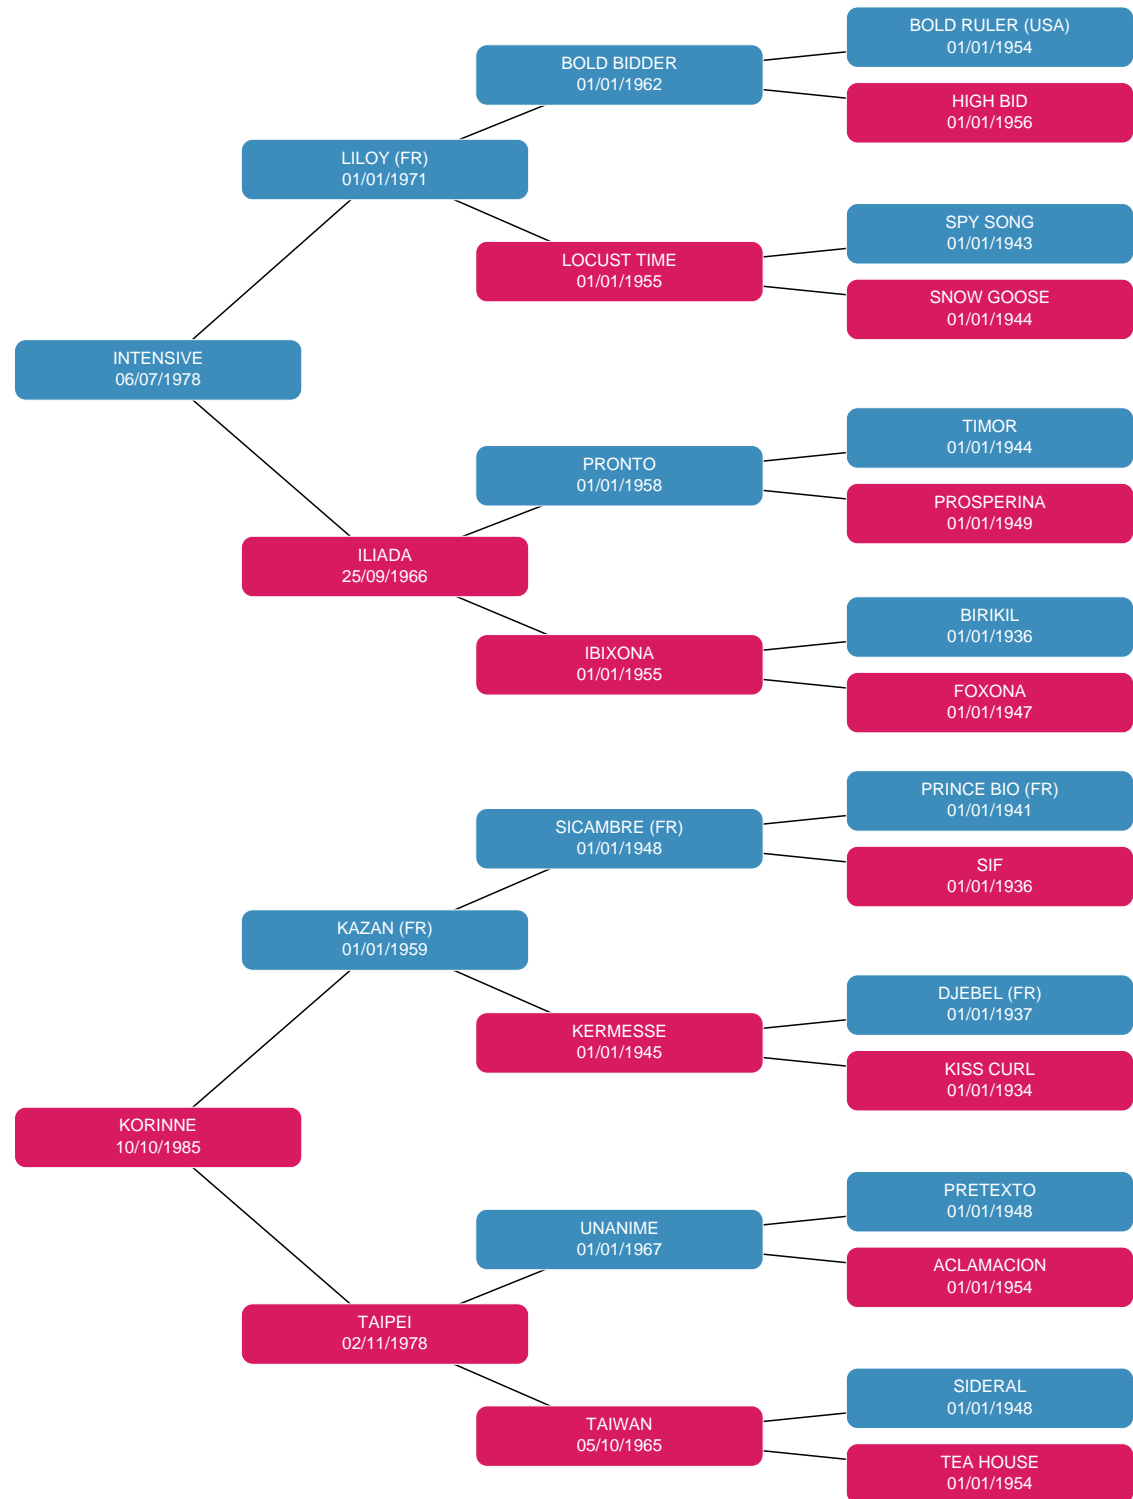 BOLD RULER (USA)
01/01/1954
BOLD BIDDER
01/01/1962
HIGH BID
01/01/1956
LILOY (FR)
01/01/1971
SPY SONG
01/01/1943
LOCUST TIME
01/01/1955
SNOW GOOSE
01/01/1944
INTENSIVE
06/07/1978
TIMOR
01/01/1944
PRONTO
01/01/1958
PROSPERINA
01/01/1949
ILIADA
25/09/1966
BIRIKIL
01/01/1936
IBIXONA
01/01/1955
FOXONA
01/01/1947
PRINCE BIO (FR)
01/01/1941
SICAMBRE (FR)
01/01/1948
SIF
01/01/1936
KAZAN (FR)
01/01/1959
DJEBEL (FR)
01/01/1937
KERMESSE
01/01/1945
KISS CURL
01/01/1934
KORINNE
10/10/1985
PRETEXTO
01/01/1948
UNANIME
01/01/1967
ACLAMACION
01/01/1954
TAIPEI
02/11/1978
SIDERAL
01/01/1948
TAIWAN
05/10/1965
TEA HOUSE
01/01/1954